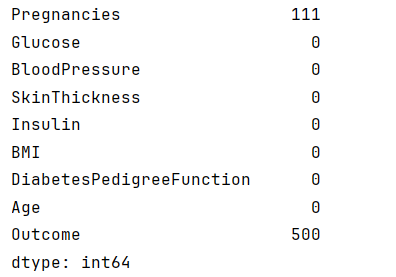 Pregnancies 111
Glucose 0
BloodPressure 0
SkinThickness 0
Insulin 0
BMI 0
DiabetesPedigreeFunction 0
Age 0
Outcome 500
dtype: int64